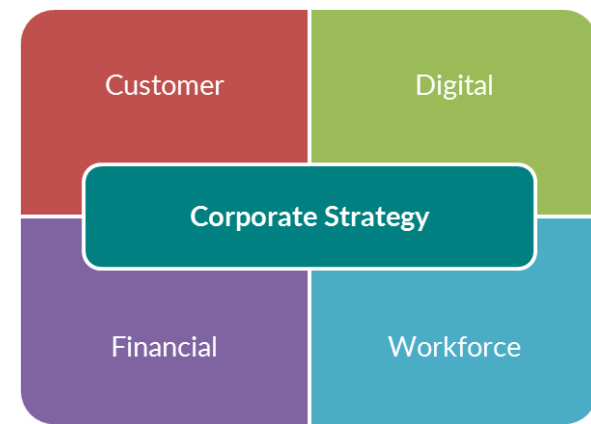 Customer
Digital
Corporate Strategy
Financial
Workforce